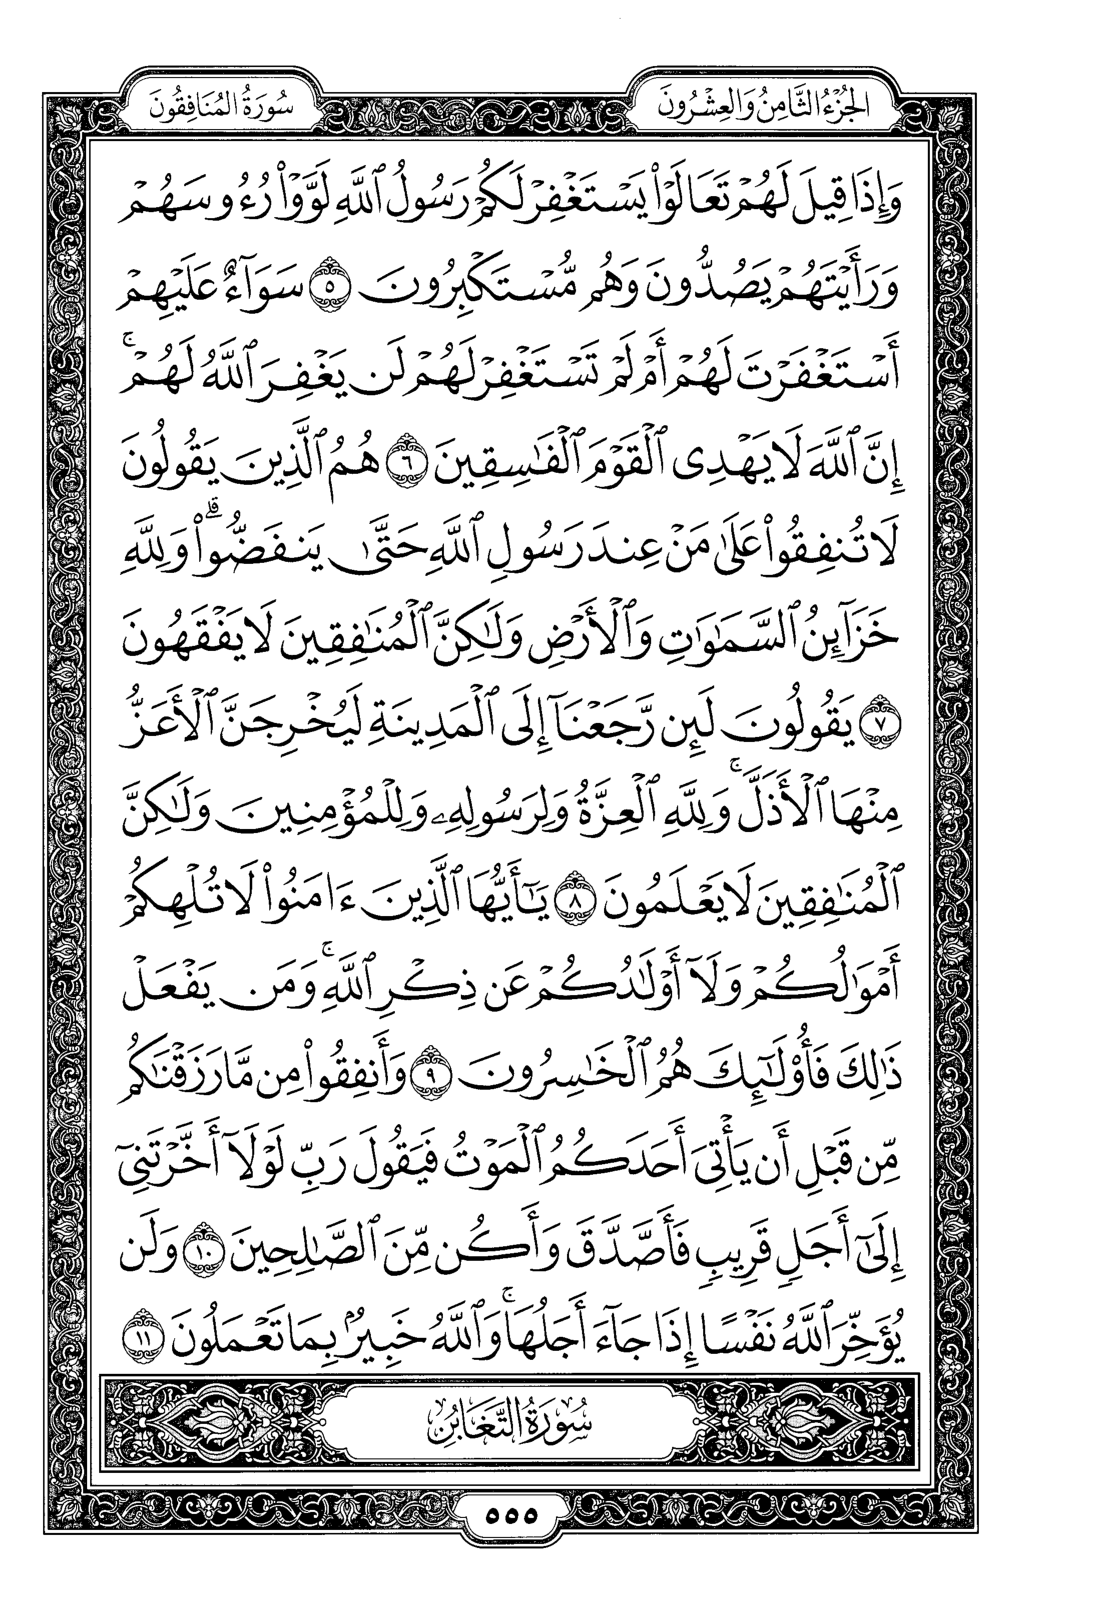 الجُزْءُ الثَّامِنُ وَالعِشْرُونَ
سُورَةُ المُنَافِقُونَ
وَإِذَا قِيلَ لَهُمۡ تَعَالَوۡاْ يَسۡتَغۡفِرۡ لَكُمۡ رَسُولُ ٱللَّهِ لَوَّوۡاْ رُءُوسَهُمۡ
وَرَأَيۡتَهُمۡ يَصُدُّونَ وَهُم مُّسۡتَكۡبِرُونَ ٥ سَوَآءٌ عَلَيۡهِمۡ
أَسۡتَغۡفَرۡتَ لَهُمۡ أَمۡ لَمۡ تَسۡتَغۡفِرۡ لَهُمۡ لَن يَغۡفِرَ ٱللَّهُ لَهُمۡۚ
إِنَّ ٱللَّهَ لَا يَهۡدِي ٱلۡقَوۡمَ ٱلۡفَٰسِقِينَ ٦ هُمُ ٱلَّذِينَ يَقُولُونَ
لَا تُنفِقُواْ عَلَىٰ مَنۡ عِندَ رَسُولِ ٱللَّهِ حَتَّىٰ يَنفَضُّواْۗ وَلِلَّهِ
خَزَآئِنُ ٱلسَّمَٰوَٰتِ وَٱلۡأَرۡضِ وَلَٰكِنَّ ٱلۡمُنَٰفِقِينَ لَا يَفۡقَهُونَ
٧ يَقُولُونَ لَئِن رَّجَعۡنَآ إِلَى ٱلۡمَدِينَةِ لَيُخۡرِجَنَّ ٱلۡأَعَزُّ
مِنۡهَا ٱلۡأَذَلَّۚ وَلِلَّهِ ٱلۡعِزَّةُ وَلِرَسُولِهِۦ وَلِلۡمُؤۡمِنِينَ وَلَٰكِنَّ
ٱلۡمُنَٰفِقِينَ لَا يَعۡلَمُونَ ٨ يَٰٓأَيُّهَا ٱلَّذِينَ ءَامَنُواْ لَا تُلۡهِكُمۡ
أَمۡوَٰلُكُمۡ وَلَآ أَوۡلَٰدُكُمۡ عَن ذِكۡرِ ٱللَّهِۚ وَمَن يَفۡعَلۡ
ذَٰلِكَ فَأُوْلَٰٓئِكَ هُمُ ٱلۡخَٰسِرُونَ ٩ وَأَنفِقُواْ مِن مَّا رَزَقۡنَٰكُم
مِّن قَبۡلِ أَن يَأۡتِيَ أَحَدَكُمُ ٱلۡمَوۡتُ فَيَقُولَ رَبِّ لَوۡلَآ أَخَّرۡتَنِيٓ
إِلَىٰٓ أَجَلٖ قَرِيبٖ فَأَصَّدَّقَ وَأَكُن مِّنَ ٱلصَّٰلِحِينَ ١٠ وَلَن
يُؤَخِّرَ ٱللَّهُ نَفۡسًا إِذَا جَآءَ أَجَلُهَاۚ وَٱللَّهُ خَبِيرُۢ بِمَا تَعۡمَلُونَ ١١
سُورَةُ التَّغَابُنِ
٥٥٥